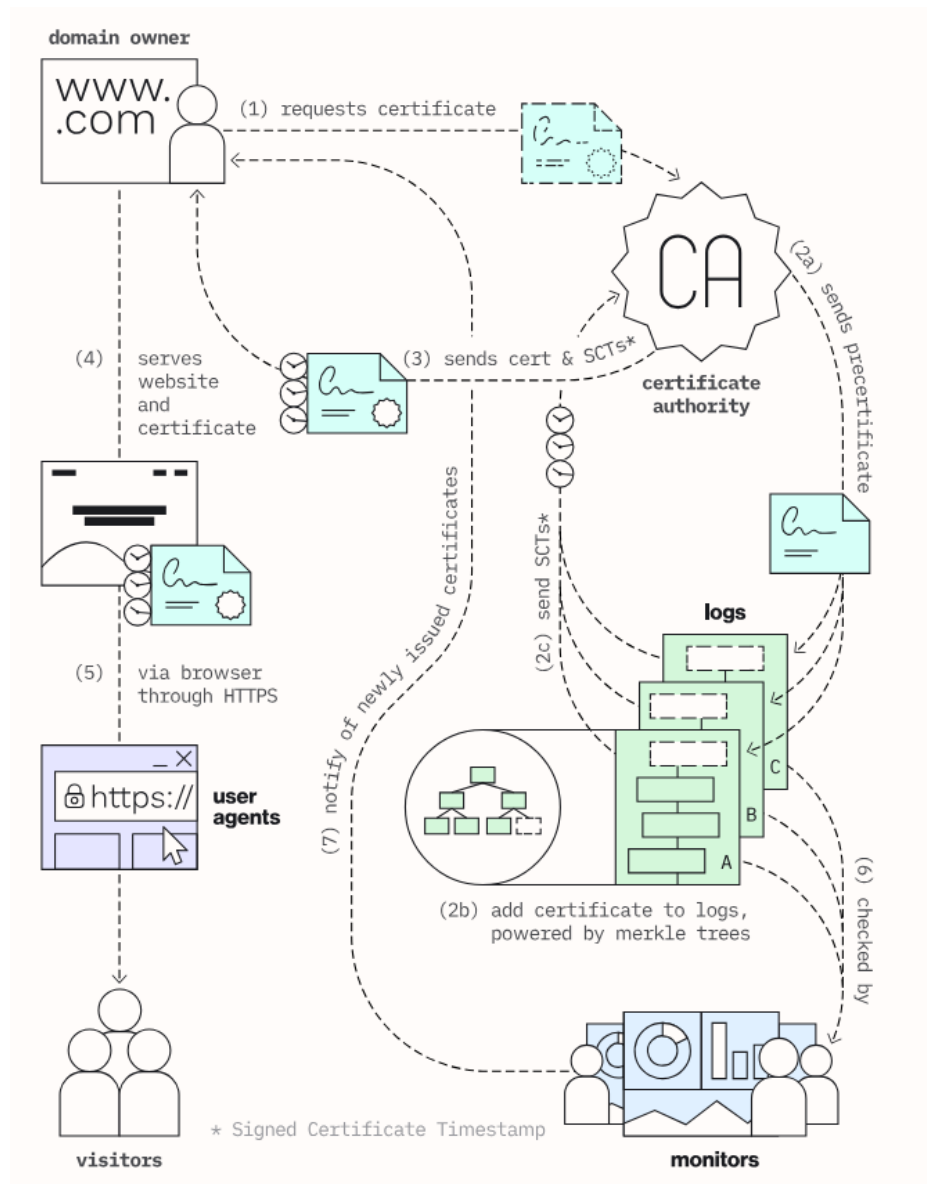 domain owner
www.
.com
(1) requests certificate
CA
certificate
authority
(2a) sends precertificate
(3) sends cert & SCTs*
(4) serves
website
and
certificate
(2c) send SCTs*
logs
C
B
A
(2b) add certificate to logs,
powered by merkle trees
(5) via browser
through HTTPS
https://
user
agents
(6) checked by
(7) notify of newly issued certificates
visitors
monitors
* Signed Certificate Timestamp